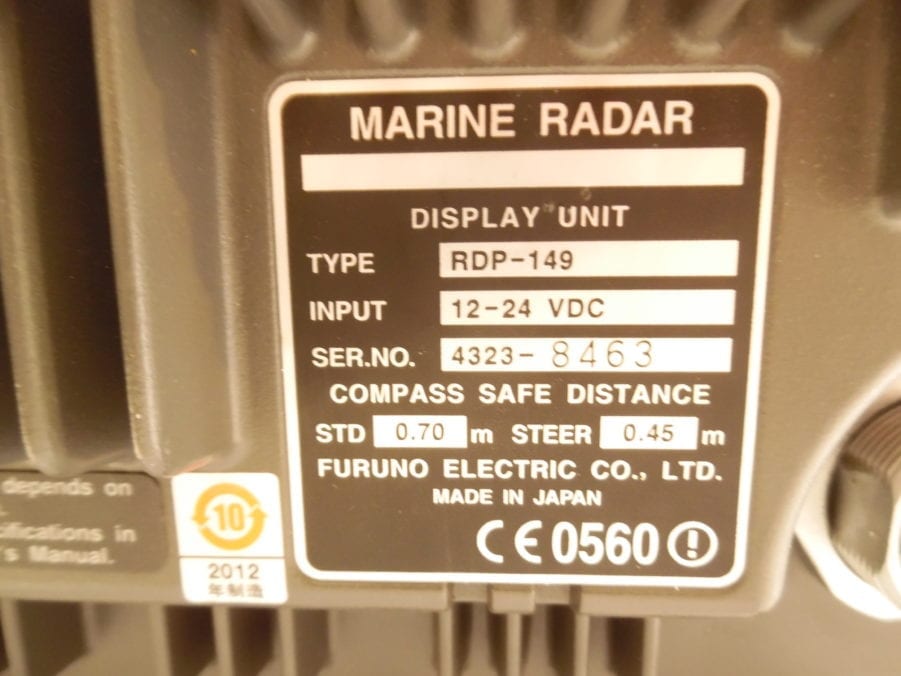 MARINE RADAR
DISPLAY UNIT
TYPE RDP-149
INPUT 12-24 VDC
SER.NO. 4323-8463
COMPASS SAFE DISTANCE
STD 0.70 m STEER 0.45 m
FURUNO ELECTRIC CO., LTD.
MADE IN JAPAN
CE 0560
depends on
ifications in
's Manual.
10
2012
年制造